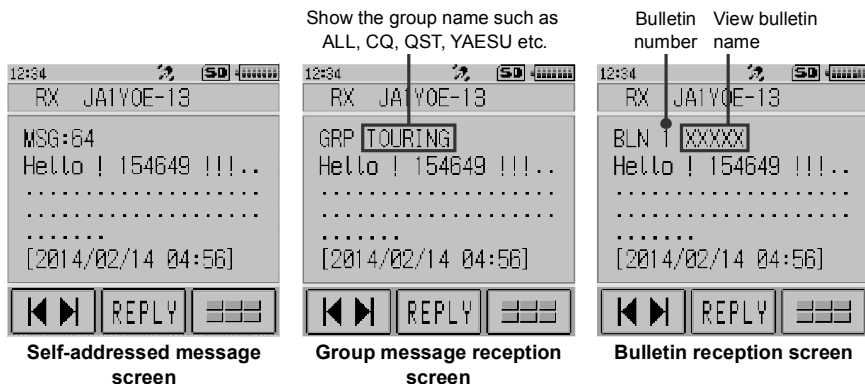 Show the group name such as
ALL, CQ, QST, YAESU etc.
Bulletin
number
View bulletin
name
12:34
SD
RX JA1YOE-13
MSG:64
Hello ! 154649 !!!..
....................
....................
.......
[2014/02/14 04:56]
REPLY
Self-addressed message
screen
12:34
SD
RX JA1YOE-13
GRP TOURING
Hello ! 154649 !!!..
....................
....................
.......
[2014/02/14 04:56]
REPLY
Group message reception
screen
12:34
SD
RX JA1YOE-13
BLN 1 XXXXX
Hello ! 154649 !!!..
....................
....................
.......
[2014/02/14 04:56]
REPLY
Bulletin reception screen